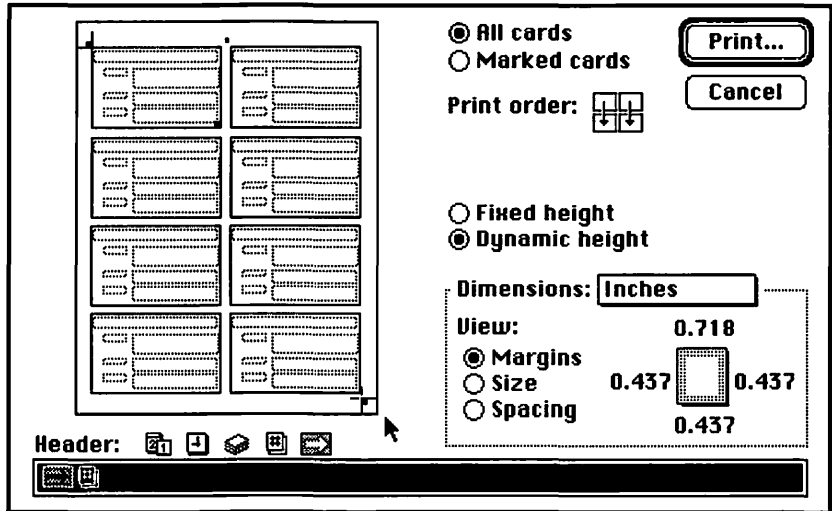 All cards
Marked cards
Print...
Cancel
Print order:
Fixed height
Dynamic height
Dimensions: Inches
View:
Margins
Size
Spacing
0.718
0.437
0.437
0.437
Header: